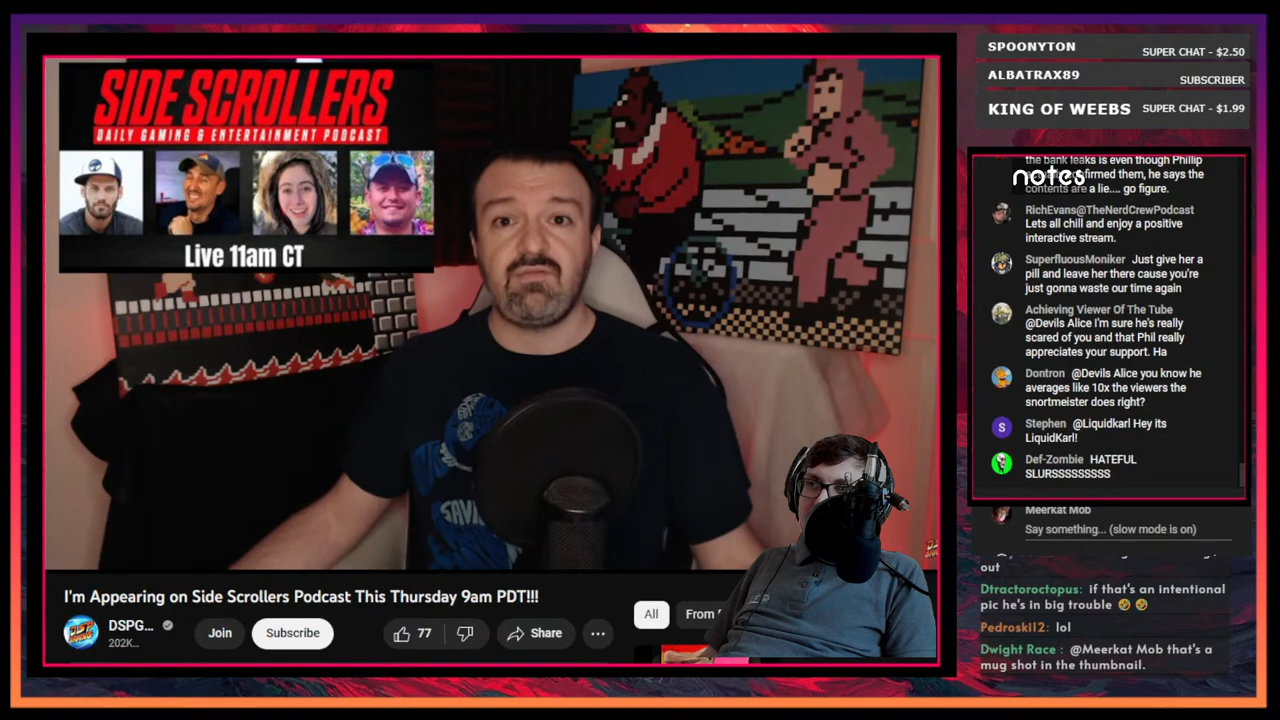 SIDE SCROLLERS
DAILY GAMING & ENTERTAINMENT PODCAST
Live 11am CT
SAVI
I'm Appearing on Side Scrollers Podcast This Thursday 9am PDT!!!
DSPG...
202K...
Join
Subscribe
77
Share
All
From
SPOONYTON
SUPER CHAT - $2.50
ALBATRAX89
SUBSCRIBER
KING OF WEEBS
SUPER CHAT - $1.99
the bank leaks is even though Phillip
notes
firmed them, he says the
contents are a lie.... go figure.
RichEvans@TheNerdCrewPodcast
Lets all chill and enjoy a positive
interactive stream.
SuperfluousMoniker Just give her a
pill and leave her there cause you're
just gonna waste our time again
Achieving Viewer Of The Tube
@Devils Alice I'm sure he's really
scared of you and that Phil really
appreciates your support. Ha
Dontron @Devils Alice you know he
averages like 10x the viewers the
snortmeister does right?
S
Stephen @Liquidkarl Hey its
LiquidKarl!
Def-Zombie HATEFUL
SLURSSSSSSSSS
Meerkat Mob
Say something... (slow mode is on)
out
Dtractoroctopus: if that's an intentional
pic he's in big trouble 🤣 🤣
Pedroskil2: lol
Dwight Race : @Meerkat Mob that's a
mug shot in the thumbnail.